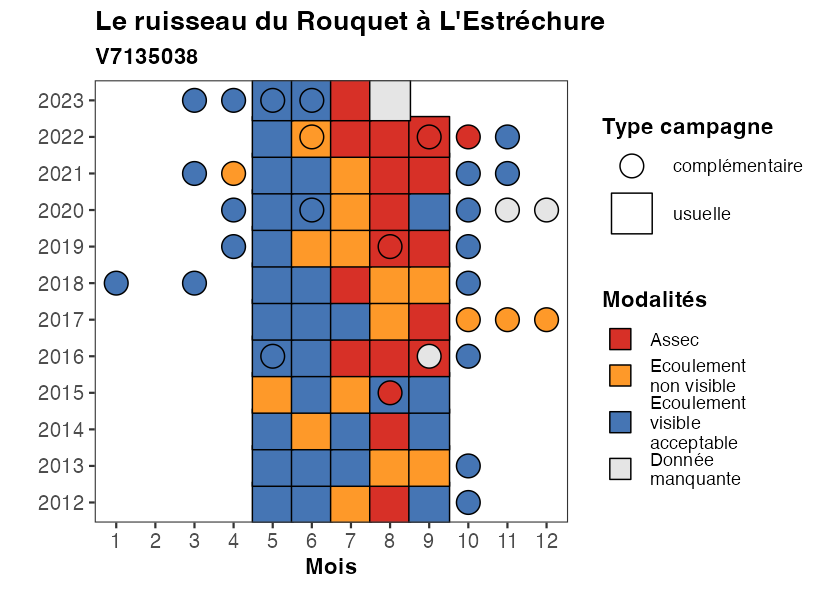 Le ruisseau du Rouquet à L'Estréchure
V7135038
2023
2022
2021
2020
2019
2018
2017
2016
2015
2014
2013
2012
1 2 3 4 5 6 7 8 9 10 11 12
Mois
Type campagne
complémentaire
usuelle
Modalités
Assec
Ecoulement
non visible
Ecoulement
visible
acceptable
Donnée
manquante